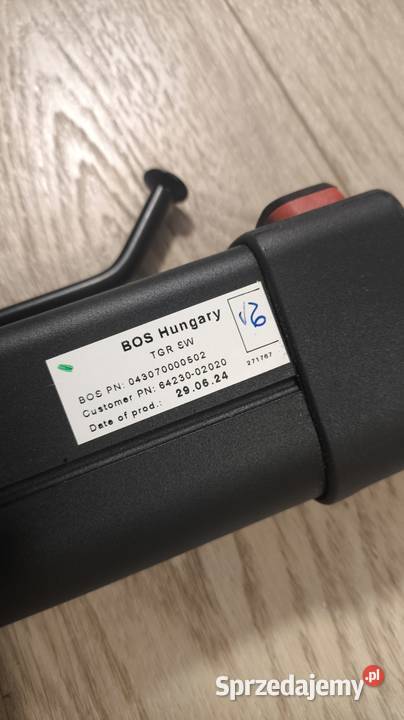 BOS Hungary
TGR SW
BOS PN: 043070000502
Customer PN: 64230-02020
Date of prod.: 29.06.24
271767
Sprzedajemy.pl